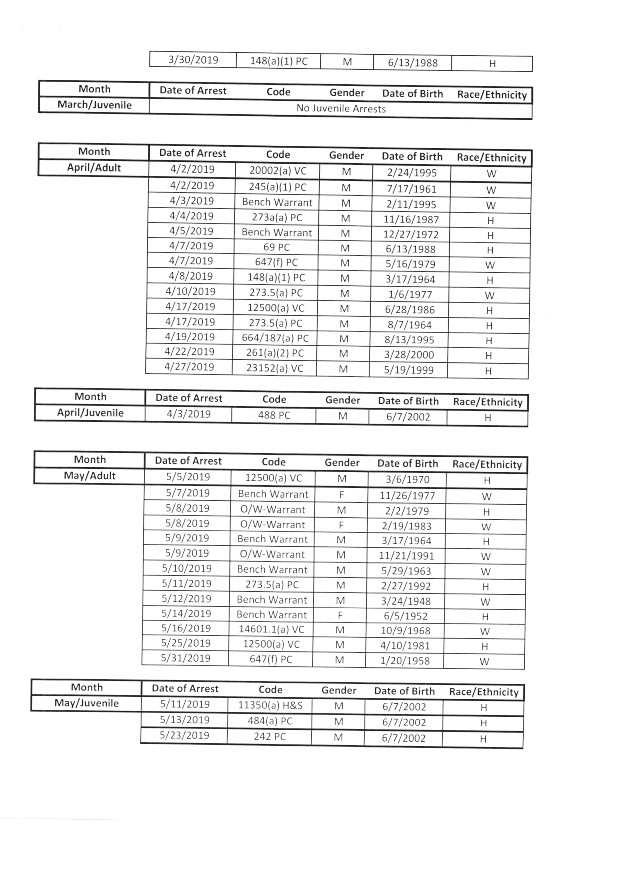 3/30/2019 148(a)(1) PC M 6/13/1988 H
Month Date of Arrest Code Gender Date of Birth Race/Ethnicity
March/Juvenile No Juvenile Arrests
Month Date of Arrest Code Gender Date of Birth Race/Ethnicity
April/Adult 4/2/2019 20002(a) VC M 2/24/1995 W
4/2/2019 245(a)(1) PC M 7/17/1961 W
4/3/2019 Bench Warrant M 2/11/1995 W
4/4/2019 273a(a) PC M 11/16/1987 H
4/5/2019 Bench Warrant M 12/27/1972 H
4/7/2019 69 PC M 6/13/1988 H
4/7/2019 647(f) PC M 5/16/1979 W
4/8/2019 148(a)(1) PC M 3/17/1964 H
4/10/2019 273.5(a) PC M 1/6/1977 W
4/17/2019 12500(a) VC M 6/28/1986 H
4/17/2019 273.5(a) PC M 8/7/1964 H
4/19/2019 664/187(a) PC M 8/13/1995 H
4/22/2019 261(a)(2) PC M 3/28/2000 H
4/27/2019 23152(a) VC M 5/19/1999 H
Month Date of Arrest Code Gender Date of Birth Race/Ethnicity
April/Juvenile 4/3/2019 488 PC M 6/7/2002 H
Month Date of Arrest Code Gender Date of Birth Race/Ethnicity
May/Adult 5/5/2019 12500(a) VC M 3/6/1970 H
5/7/2019 Bench Warrant F 11/26/1977 W
5/8/2019 O/W-Warrant M 2/2/1979 H
5/8/2019 O/W-Warrant F 2/19/1983 W
5/9/2019 Bench Warrant M 3/17/1964 H
5/9/2019 O/W-Warrant M 11/21/1991 W
5/10/2019 Bench Warrant M 5/29/1963 W
5/11/2019 273.5(a) PC M 2/27/1992 H
5/12/2019 Bench Warrant M 3/24/1948 W
5/14/2019 Bench Warrant F 6/5/1952 H
5/16/2019 14601.1(a) VC M 10/9/1968 W
5/25/2019 12500(a) VC M 4/10/1981 H
5/31/2019 647(f) PC M 1/20/1958 W
Month Date of Arrest Code Gender Date of Birth Race/Ethnicity
May/Juvenile 5/11/2019 11350(a) H&S M 6/7/2002 H
5/13/2019 484(a) PC M 6/7/2002 H
5/23/2019 242 PC M 6/7/2002 H